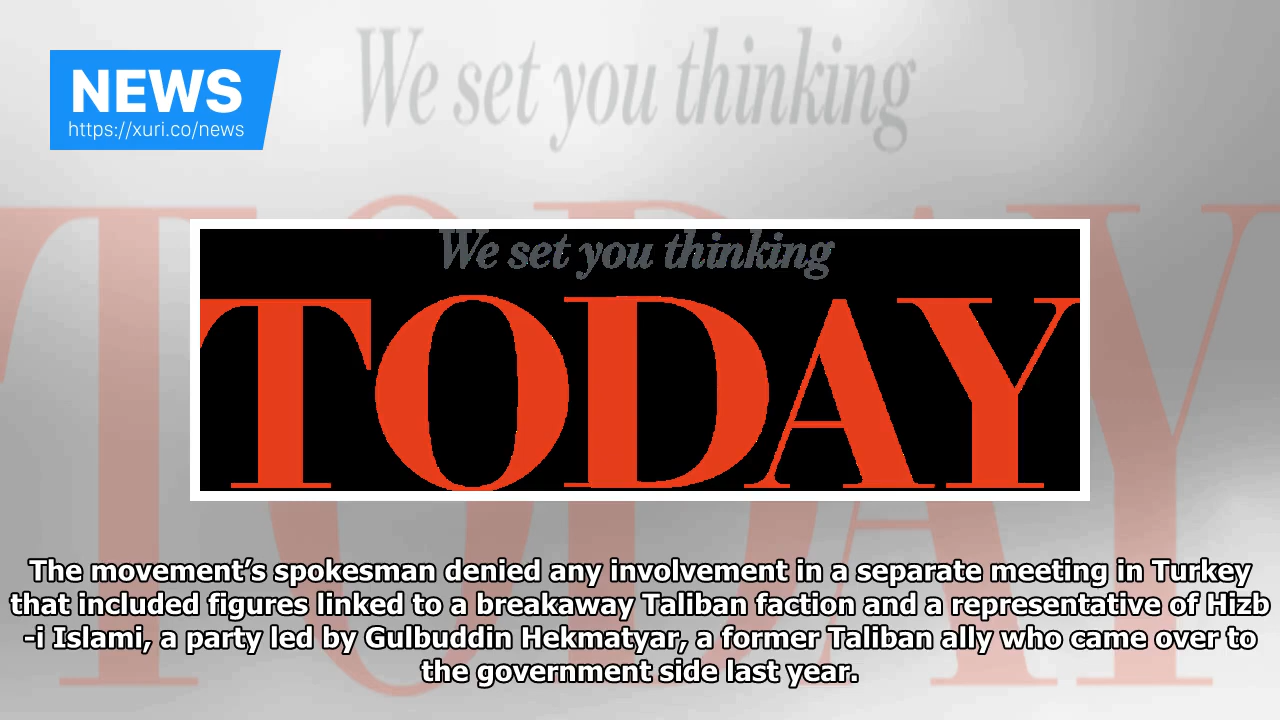 We set you thinking
NEWS
https://xuri.co/news
We set you thinking
TODAY
The movement’s spokesman denied any involvement in a separate meeting in Turkey
that included figures linked to a breakaway Taliban faction and a representative of Hizb
-i Islami, a party led by Gulbuddin Hekmatyar, a former Taliban ally who came over to
the government side last year.